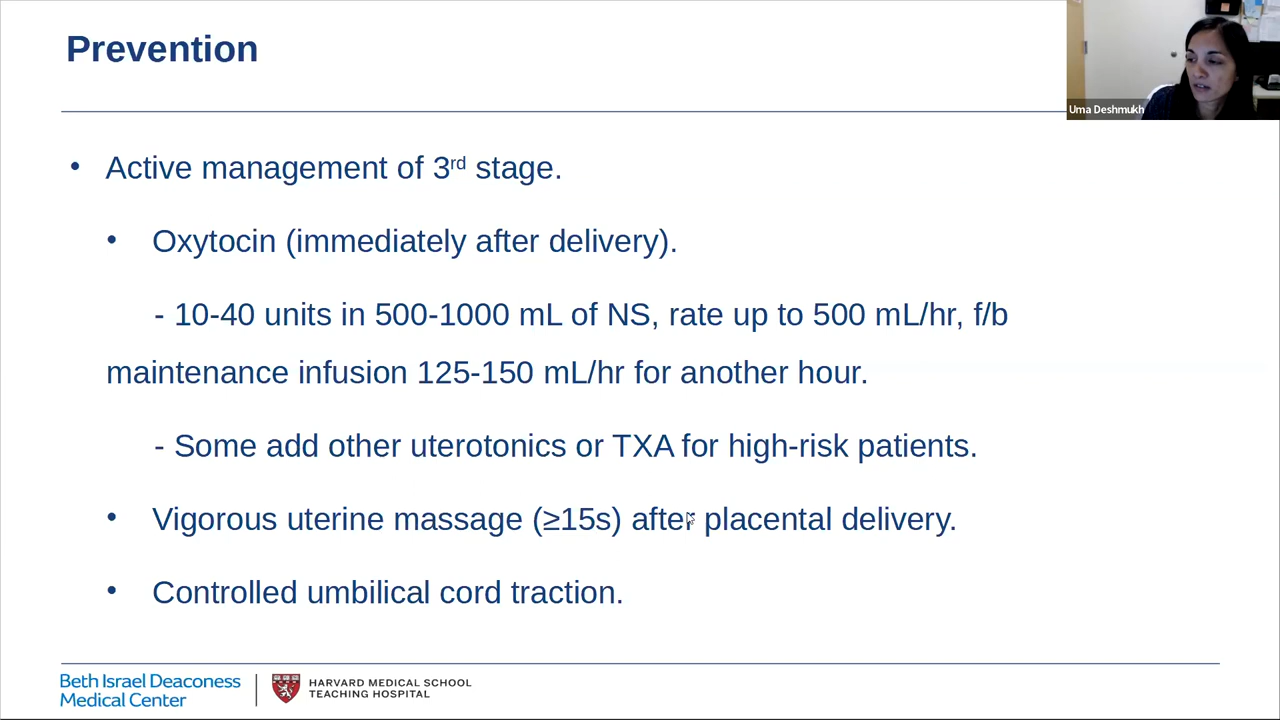 Prevention
Uma Deshmukh
• Active management of 3rd stage.
• Oxytocin (immediately after delivery).
- 10-40 units in 500-1000 mL of NS, rate up to 500 mL/hr, f/b
maintenance infusion 125-150 mL/hr for another hour.
- Some add other uterotonics or TXA for high-risk patients.
• Vigorous uterine massage (≥15s) after placental delivery.
• Controlled umbilical cord traction.
Beth Israel Deaconess
Medical Center
HARVARD MEDICAL SCHOOL
TEACHING HOSPITAL